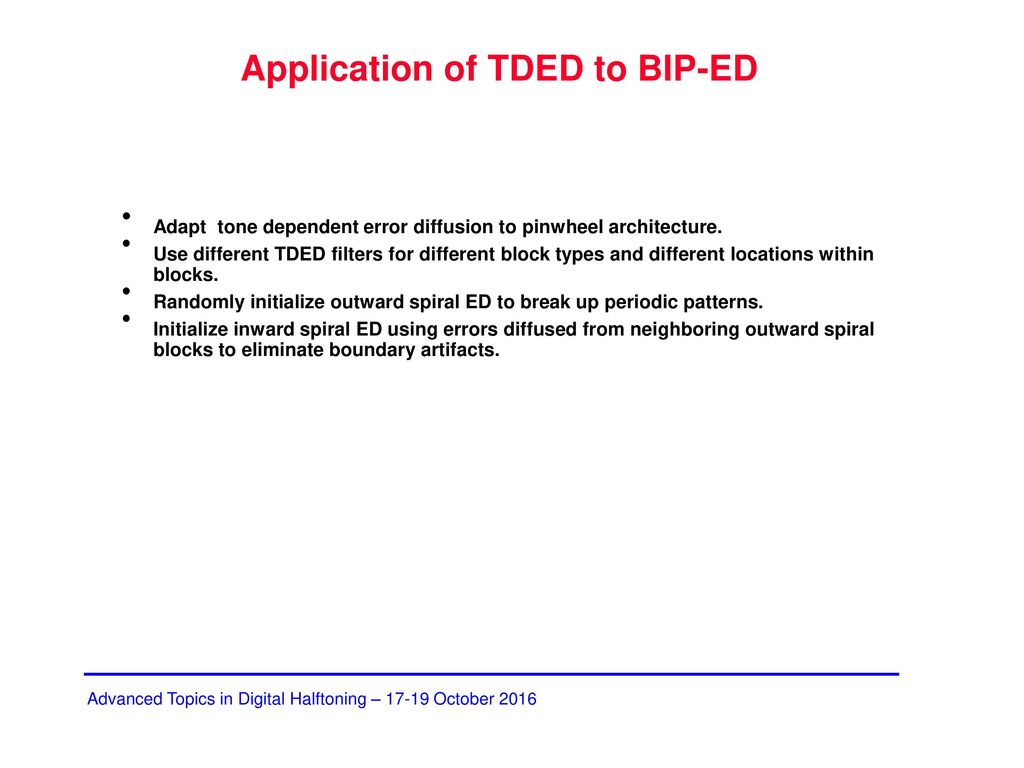 Application of TDED to BIP-ED
• Adapt  tone dependent error diffusion to pinwheel architecture.
• Use different TDED filters for different block types and different locations within
blocks.
• Randomly initialize outward spiral ED to break up periodic patterns.
• Initialize inward spiral ED using errors diffused from neighboring outward spiral
blocks to eliminate boundary artifacts.
Advanced Topics in Digital Halftoning – 17-19 October 2016